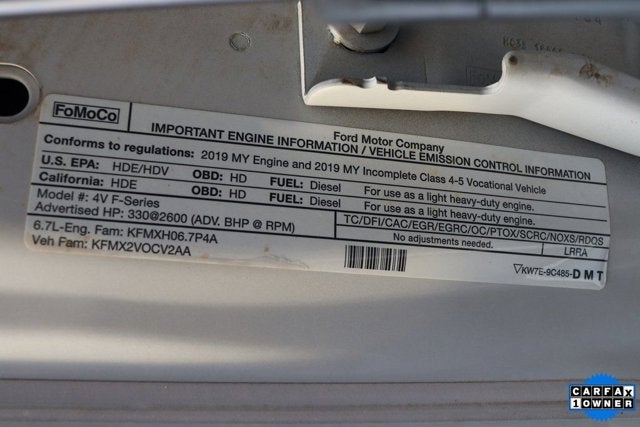 FoMoCo
Ford Motor Company
IMPORTANT ENGINE INFORMATION / VEHICLE EMISSION CONTROL INFORMATION
Conforms to regulations: 2019 MY Engine and 2019 MY Incomplete Class 4-5 Vocational Vehicle
U.S. EPA: HDE/HDV OBD: HD FUEL: Diesel For use as a light heavy-duty engine.
California: HDE OBD: HD FUEL: Diesel For use as a light heavy-duty engine.
Model #: 4V F-Series
Advertised HP: 330@2600 (ADV. BHP @ RPM)
TC/DFI/CAC/EGR/EGRC/OC/PTOX/SCRC/NOXS/RDQS
No adjustments needed. LRRA
6.7L-Eng. Fam: KFMXH06.7P4A
Veh Fam: KFMX2VOCV2AA
KW7E-9C485-DMT
FoMoCo
CARFAX
1OWNER